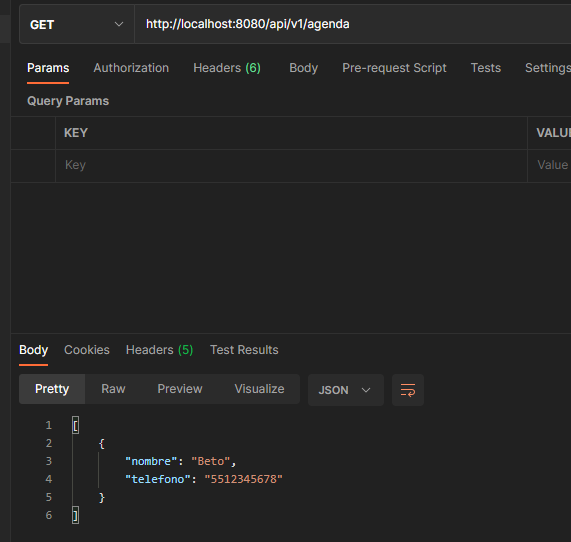 GET http://localhost:8080/api/v1/agenda
Params Authorization Headers (6) Body Pre-request Script Tests Settings
Query Params
KEY VALU
Key Value
Body Cookies Headers (5) Test Results
Pretty Raw Preview Visualize JSON
1 [
2 {
3 "nombre": "Beto",
4 "telefono": "5512345678"
5 }
6 ]